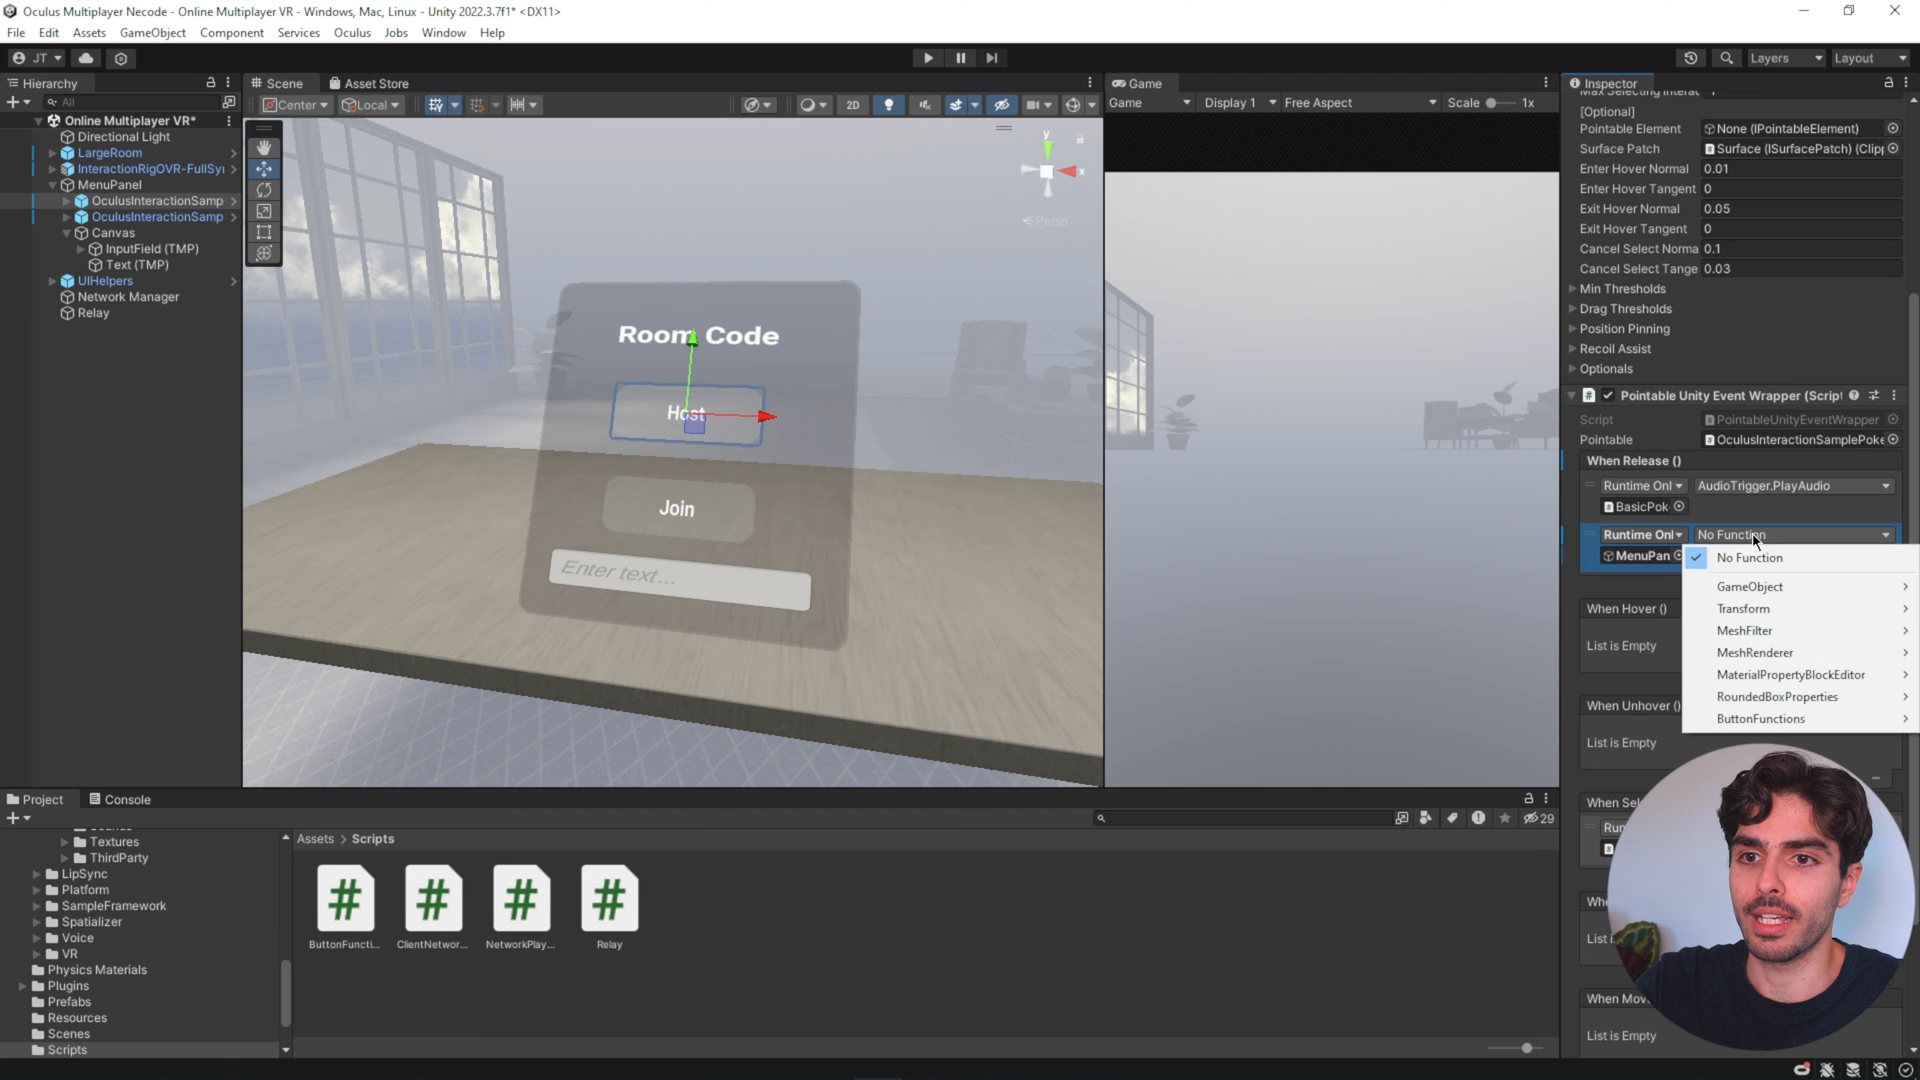 Oculus Multiplayer Necode - Online Multiplayer VR - Windows, Mac, Linux - Unity 2022.3.7f1* <DX11>
File Edit Assets GameObject Component Services Oculus Jobs Window Help
JT Layers Layout
Hierarchy
All
Online Multiplayer VR*
Directional Light
LargeRoom
InteractionRigOVR-FullSyn
MenuPanel
OculusInteractionSamp
OculusInteractionSamp
Canvas
InputField (TMP)
Text (TMP)
UIHelpers
Network Manager
Relay
Scene Asset Store
Center Local 2D
y
x
Persp
Room Code
Host
Join
Enter text...
Game
Game Display 1 Free Aspect Scale 1x
Inspector
[Optional]
Pointable Element None (IPointableElement)
Surface Patch Surface (ISurfacePatch) (Clipp
Enter Hover Normal 0.01
Enter Hover Tangent 0
Exit Hover Normal 0.05
Exit Hover Tangent 0
Cancel Select Norma 0.1
Cancel Select Tange 0.03
Min Thresholds
Drag Thresholds
Position Pinning
Recoil Assist
Optionals
Pointable Unity Event Wrapper (Script
Script PointableUnityEventWrapper
Pointable OculusInteractionSamplePoke
When Release ()
Runtime Onl AudioTrigger.PlayAudio
BasicPok
Runtime Onl No Function
MenuPan
No Function
GameObject
Transform
MeshFilter
MeshRenderer
MaterialPropertyBlockEditor
RoundedBoxProperties
ButtonFunctions
When Hover ()
List is Empty
When Unhover ()
List is Empty
When Sel
Run
Whe
List i
When Mov
List is Empty
Project Console
29
Textures
ThirdParty
LipSync
Platform
SampleFramework
Spatializer
Voice
VR
Physics Materials
Plugins
Prefabs
Resources
Scenes
Scripts
Assets > Scripts
ButtonFuncti... ClientNetwor... NetworkPlay... Relay